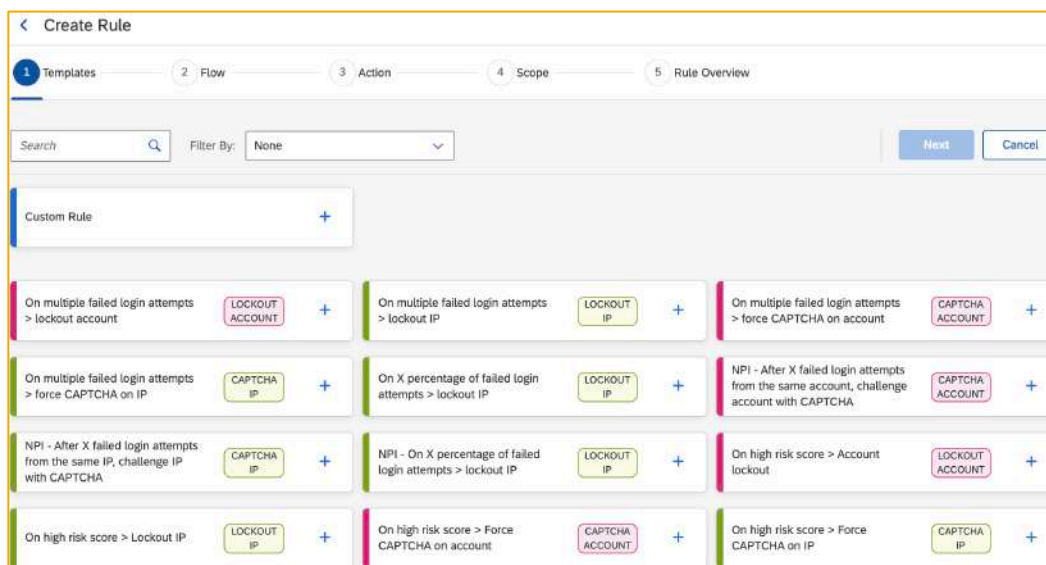 Create Rule
1 Templates 2 Flow 3 Action 4 Scope 5 Rule Overview
Search Filter By: None Next Cancel
Custom Rule +
On multiple failed login attempts
> lockout account
LOCKOUT
ACCOUNT
+
On multiple failed login attempts
> lockout IP
LOCKOUT
IP
+
On multiple failed login attempts
> force CAPTCHA on account
CAPTCHA
ACCOUNT
+
On multiple failed login attempts
> force CAPTCHA on IP
CAPTCHA
IP
+
On X percentage of failed login
attempts > lockout IP
LOCKOUT
IP
+
NPI - After X failed login attempts
from the same account, challenge
account with CAPTCHA
CAPTCHA
ACCOUNT
+
NPI - After X failed login attempts
from the same IP, challenge IP
with CAPTCHA
CAPTCHA
IP
+
NPI - On X percentage of failed
login attempts > lockout IP
LOCKOUT
IP
+
On high risk score > Account
lockout
LOCKOUT
ACCOUNT
+
On high risk score > Lockout IP
LOCKOUT
IP
+
On high risk score > Force
CAPTCHA on account
CAPTCHA
ACCOUNT
+
On high risk score > Force
CAPTCHA on IP
CAPTCHA
IP
+